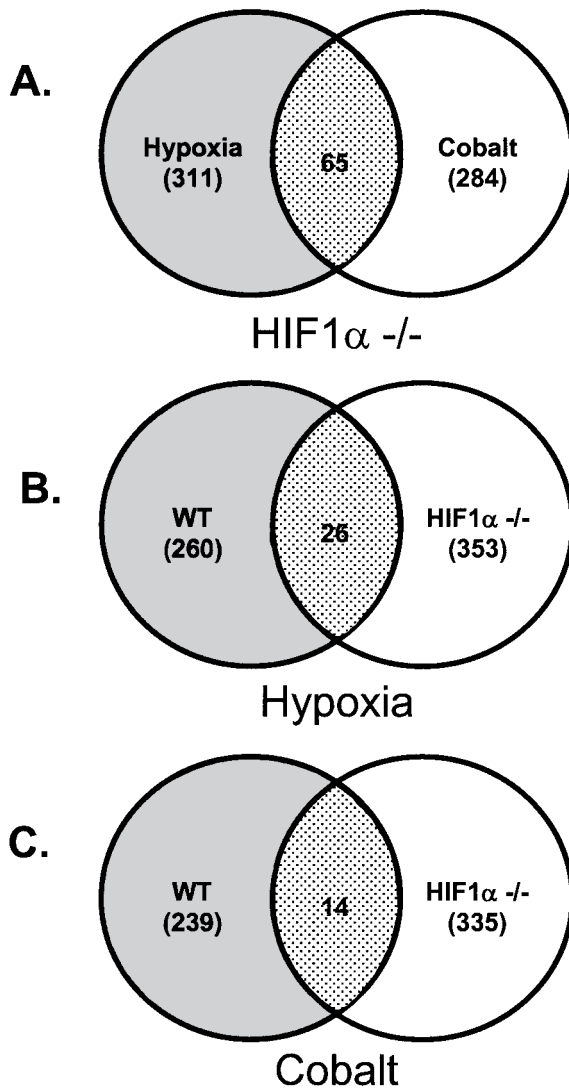 A.
Hypoxia
(311)
65
Cobalt
(284)
HIF1α -/-
B.
WT
(260)
26
HIF1α -/-
(353)
Hypoxia
C.
WT
(239)
14
HIF1α -/-
(335)
Cobalt